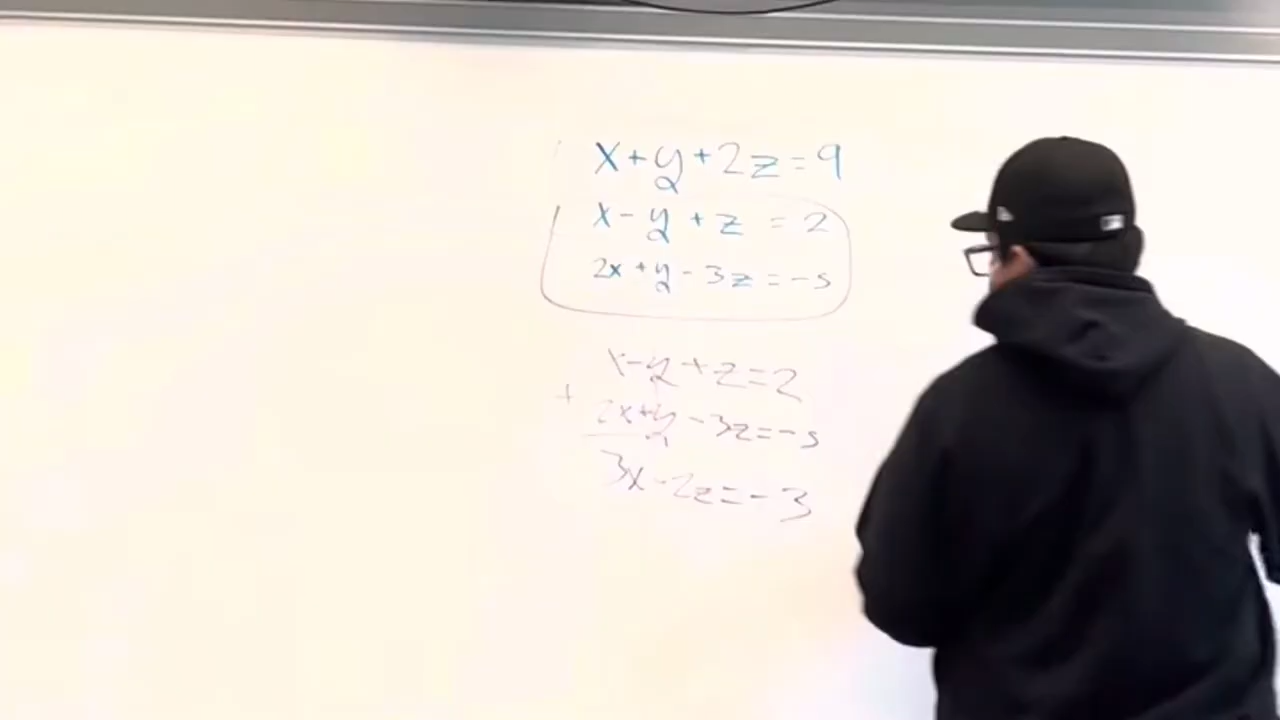 x+y+2z=9
x-y+z=2
2x+y-3z=-5
x-y+z=2
+ 2x+y-3z=-5
3x-2z=-3